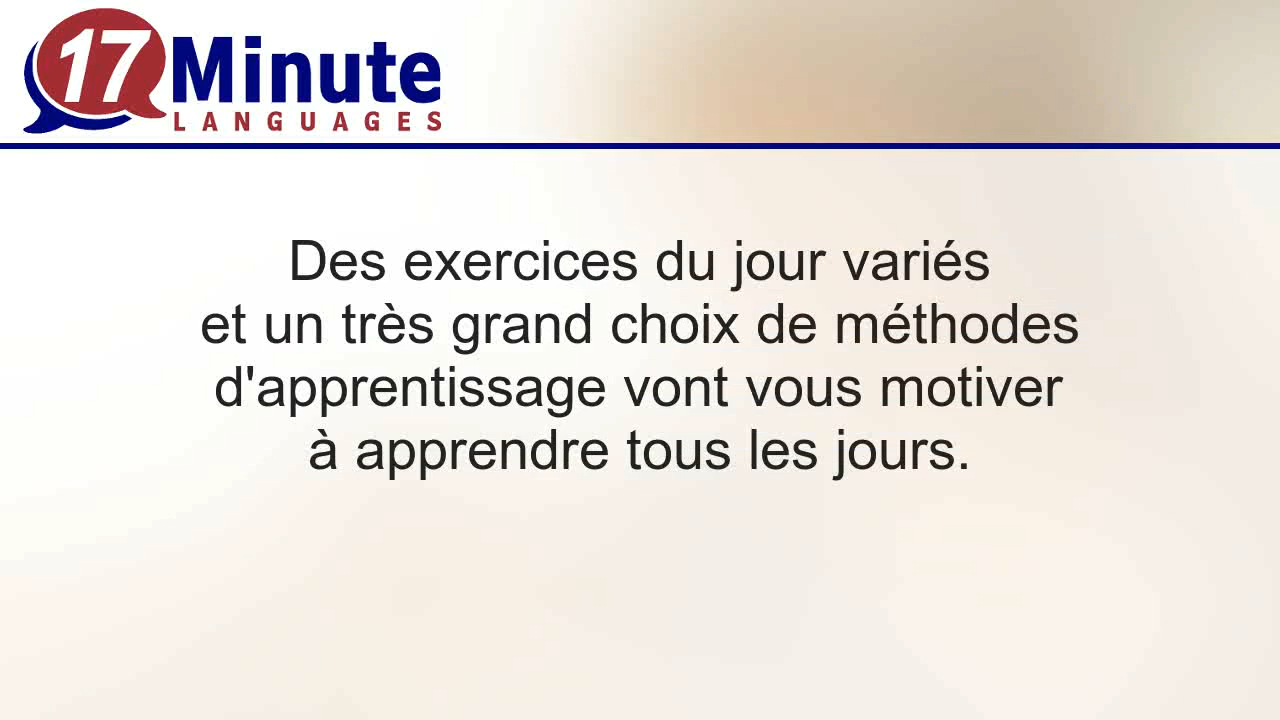 17 Minute
LANGUAGES
Des exercices du jour variés
et un très grand choix de méthodes
d'apprentissage vont vous motiver
à apprendre tous les jours.